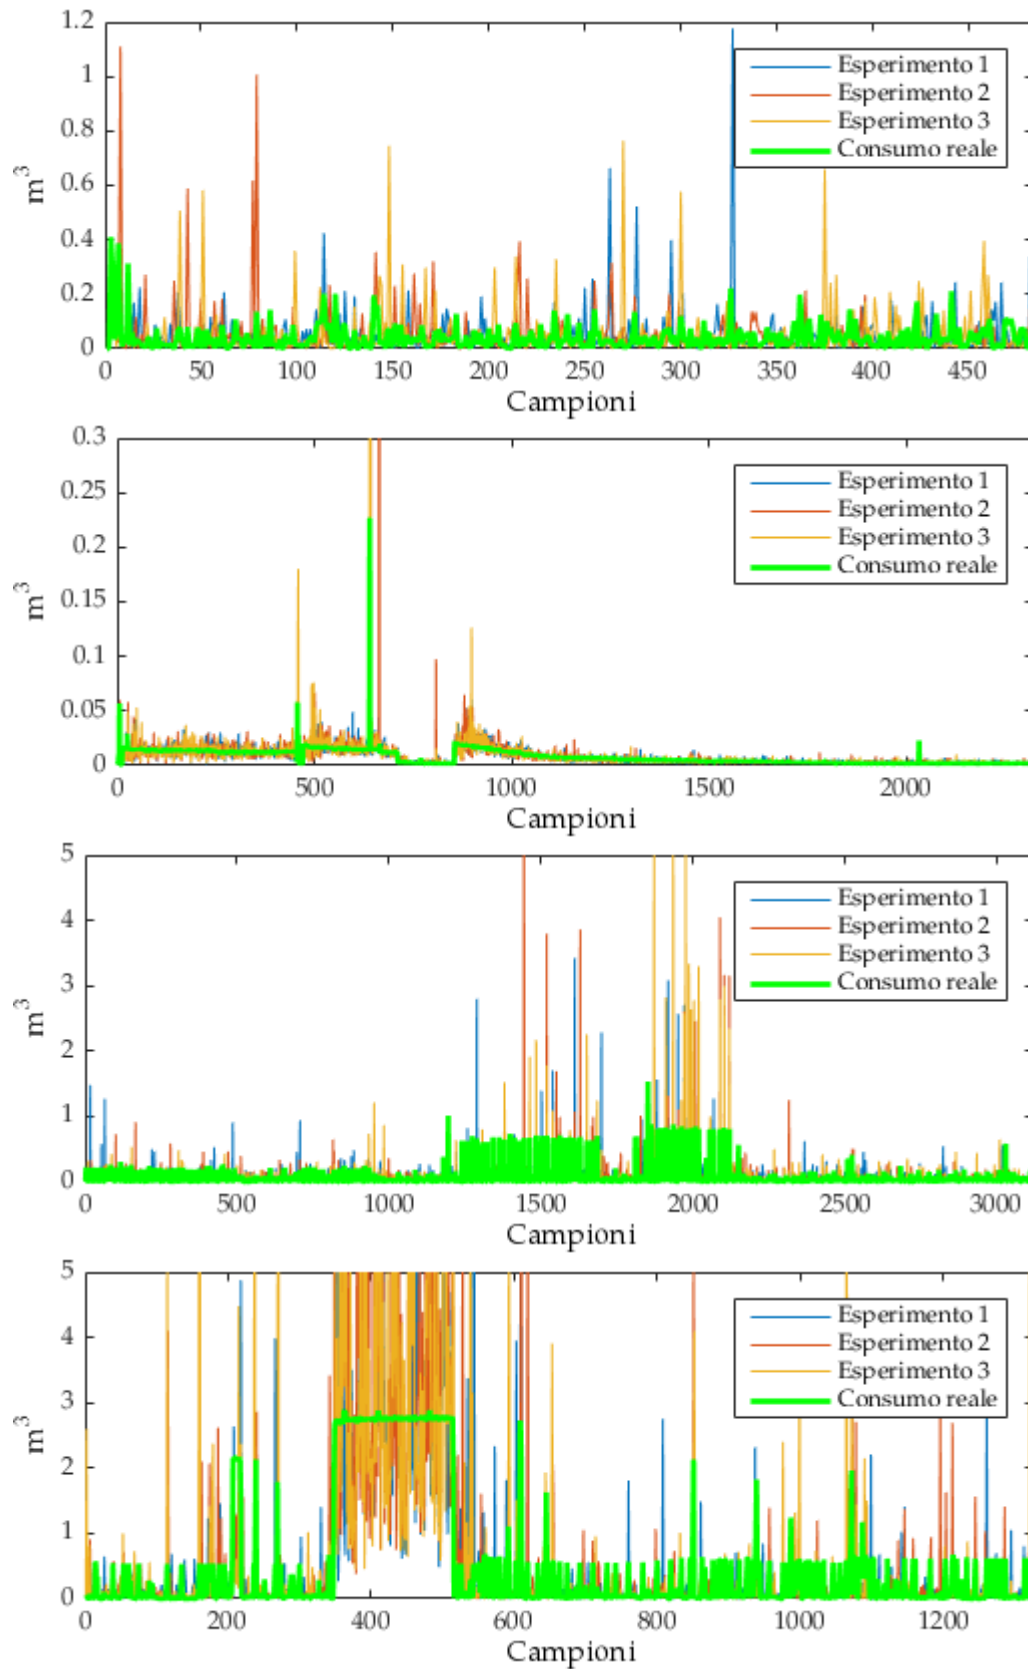 1.2
1
0.8
0.6
0.4
0.2
0
m³
0 50 100 150 200 250 300 350 400 450
Campioni
Esperimento 1
Esperimento 2
Esperimento 3
Consumo reale
0.3
0.25
0.2
0.15
0.1
0.05
0
m³
0 500 1000 1500 2000
Campioni
Esperimento 1
Esperimento 2
Esperimento 3
Consumo reale
5
4
3
2
1
0
m³
0 500 1000 1500 2000 2500 3000
Campioni
Esperimento 1
Esperimento 2
Esperimento 3
Consumo reale
5
4
3
2
1
0
m³
0 200 400 600 800 1000 1200
Campioni
Esperimento 1
Esperimento 2
Esperimento 3
Consumo reale